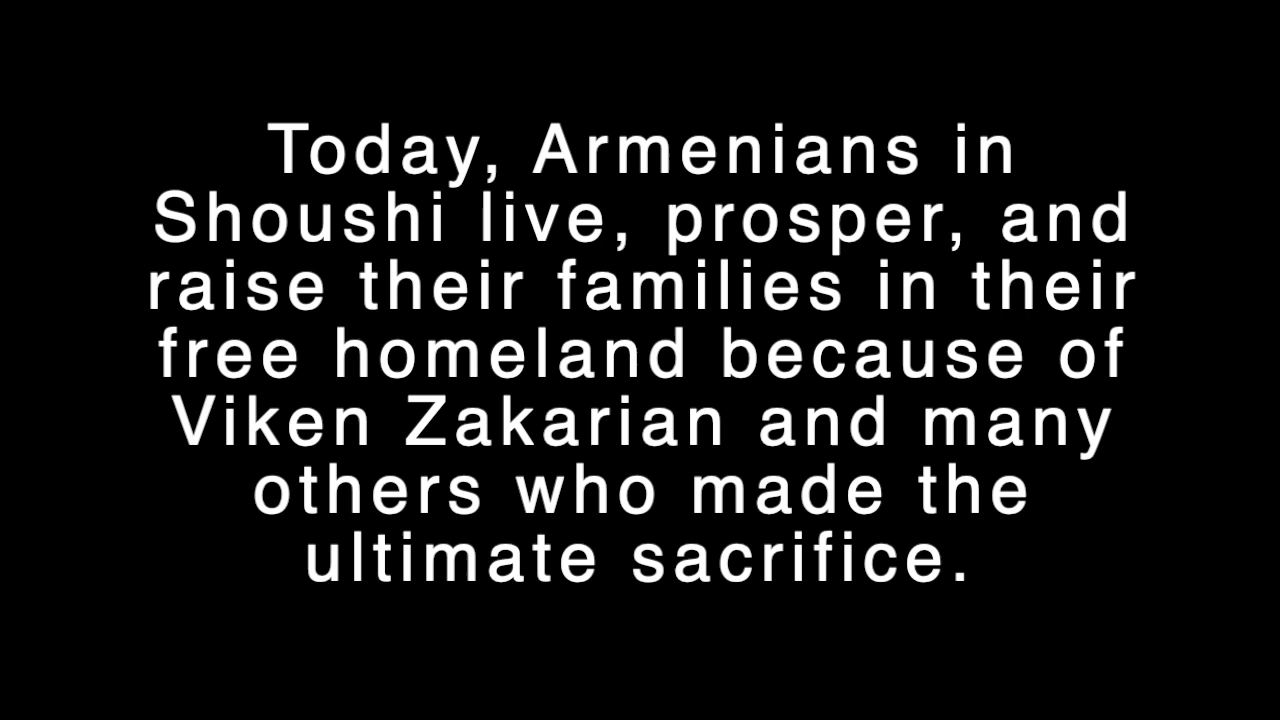 Today, Armenians in
Shoushi live, prosper, and
raise their families in their
free homeland because of
Viken Zakarian and many
others who made the
ultimate sacrifice.